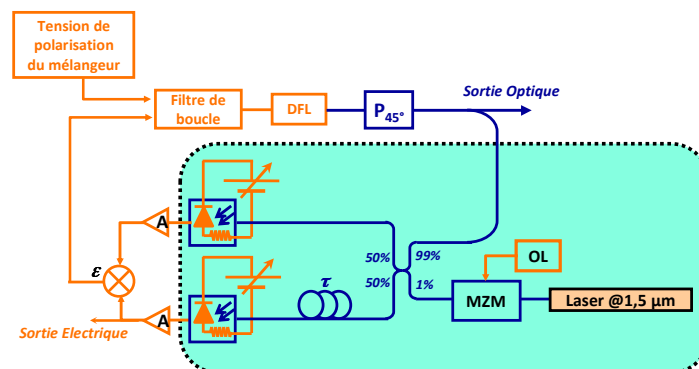 Tension de
polarisation
du mélangeur
Filtre de
boucle
DFL
P45°
Sortie Optique
A
ε
A
Sortie Electrique
50%
50%
99%
1%
τ
OL
MZM
Laser @1,5 µm